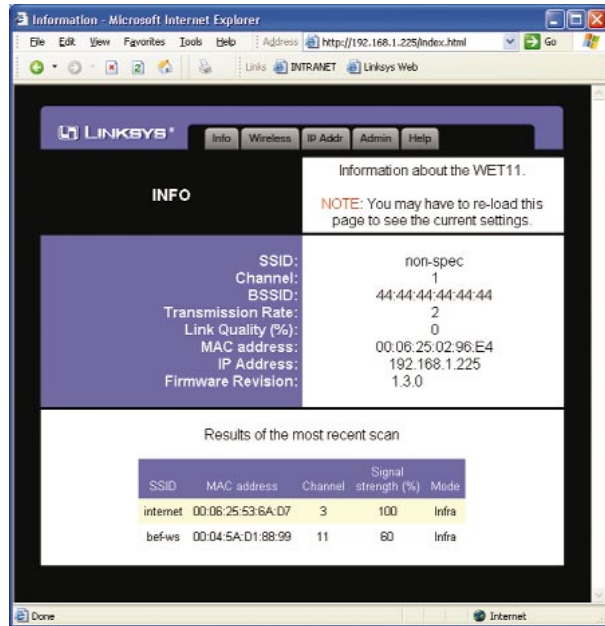 Information - Microsoft Internet Explorer
File Edit View Favorites Tools Help Address http://192.168.1.225/index.html Go
Links INTRANET Linksys Web
LINKSYS® Info Wireless IP Addr Admin Help
INFO
Information about the WET11.
NOTE: You may have to re-load this
page to see the current settings.
SSID: non-spec
Channel: 1
BSSID: 44:44:44:44:44:44
Transmission Rate: 2
Link Quality (%): 0
MAC address: 00:06:25:02:96:E4
IP Address: 192.168.1.225
Firmware Revision: 1.3.0
Results of the most recent scan
SSID MAC address Channel Signal strength (%) Mode
internet 00:06:25:53:6A:D7 3 100 Infra
bef-ws 00:04:5A:D1:88:99 11 60 Infra
Done Internet